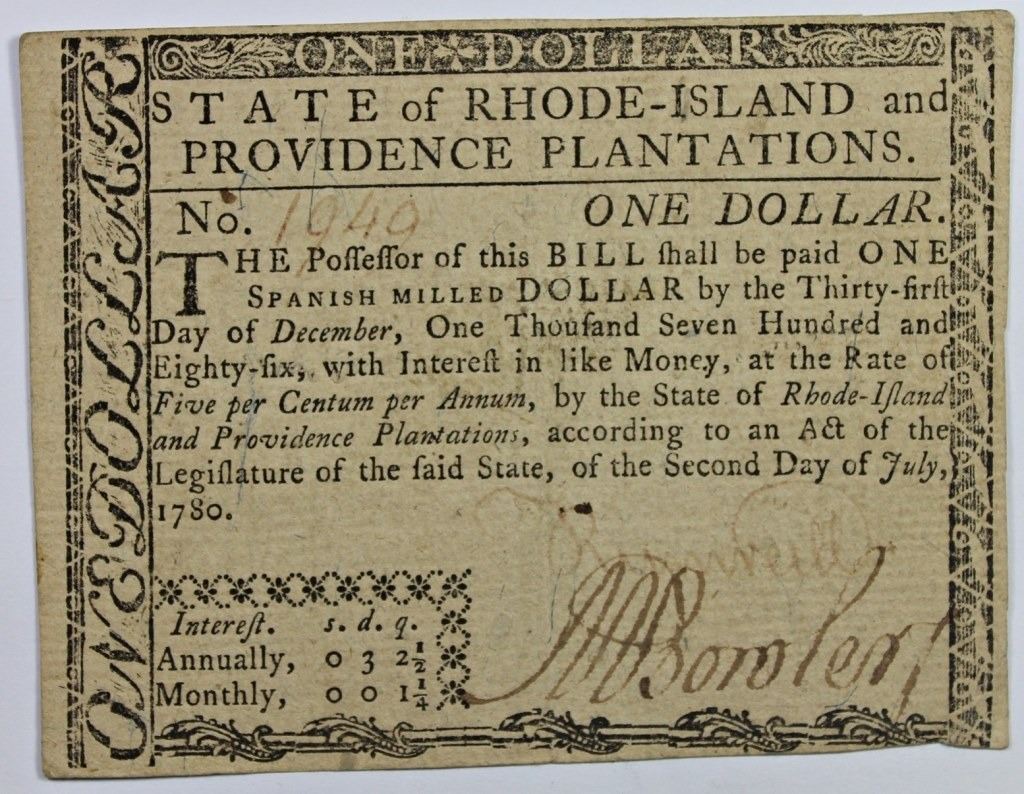 ONE DOLLAR
ONE DOLLAR
STATE of RHODE-ISLAND and
PROVIDENCE PLANTATIONS.
No. 1949 ONE DOLLAR.
THE Poſſeſſor of this BILL ſhall be paid ONE
SPANISH MILLED DOLLAR by the Thirty-firſt
Day of December, One Thouſand Seven Hundred and
Eighty-ſix, with Intereſt in like Money, at the Rate of
Five per Centum per Annum, by the State of Rhode-Iſland
and Providence Plantations, according to an Act of the
Legiſlature of the ſaid State, of the Second Day of July,
1780.
Intereſt. s. d. q.
Annually, 0 3 2½
Monthly, 0 0 1¼
Bowler